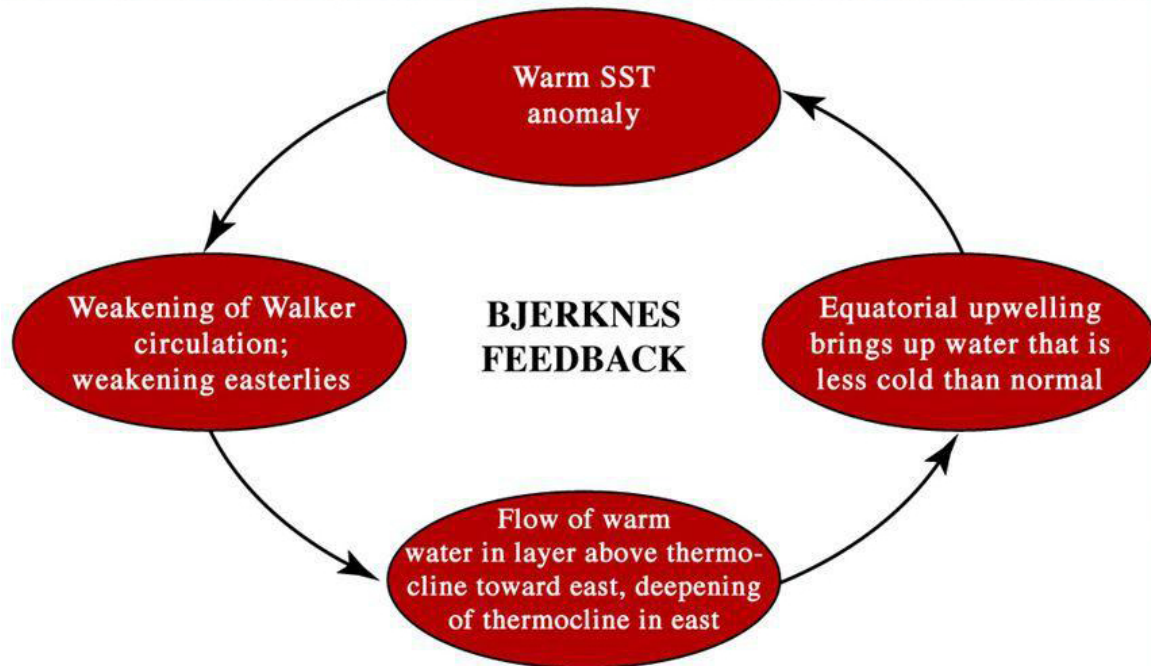 Warm SST
anomaly
Weakening of Walker
circulation;
weakening easterlies
BJERKNES
FEEDBACK
Equatorial upwelling
brings up water that is
less cold than normal
Flow of warm
water in layer above thermo-
cline toward east, deepening
of thermocline in east